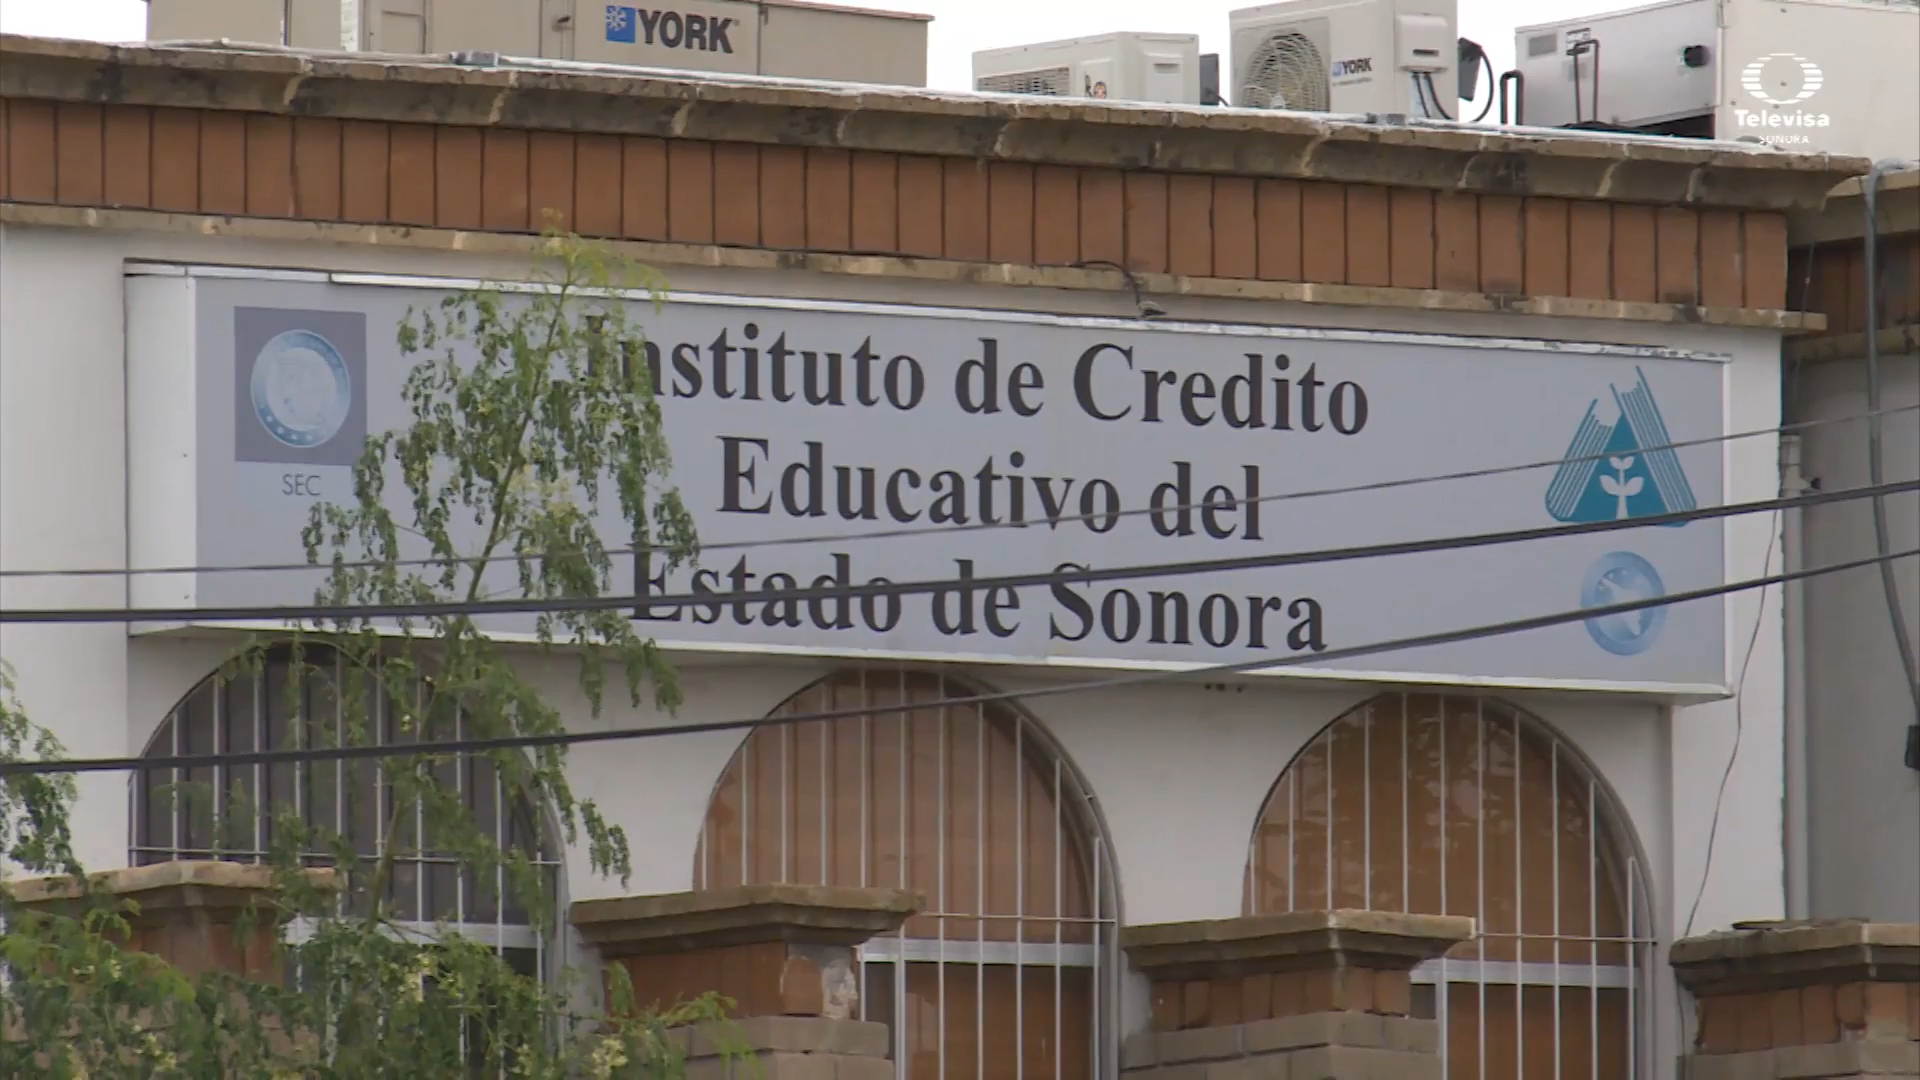 YORK
YORK
Televisa
SONORA
Instituto de Credito
Educativo del
Estado de Sonora
SEC